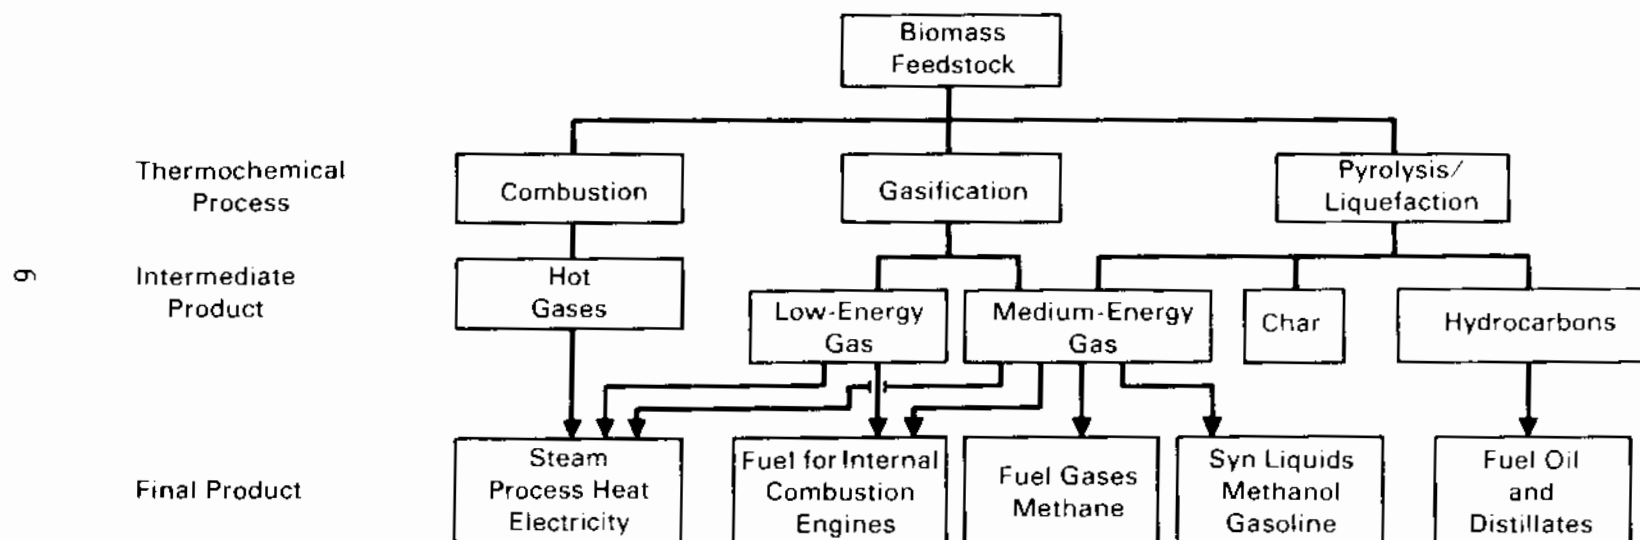 Biomass
Feedstock
Thermochemical
Process
Combustion
Gasification
Pyrolysis/
Liquefaction
6
Intermediate
Product
Hot
Gases
Low-Energy
Gas
Medium-Energy
Gas
Char
Hydrocarbons
Final Product
Steam
Process Heat
Electricity
Fuel for Internal
Combustion
Engines
Fuel Gases
Methane
Syn Liquids
Methanol
Gasoline
Fuel Oil
and
Distillates